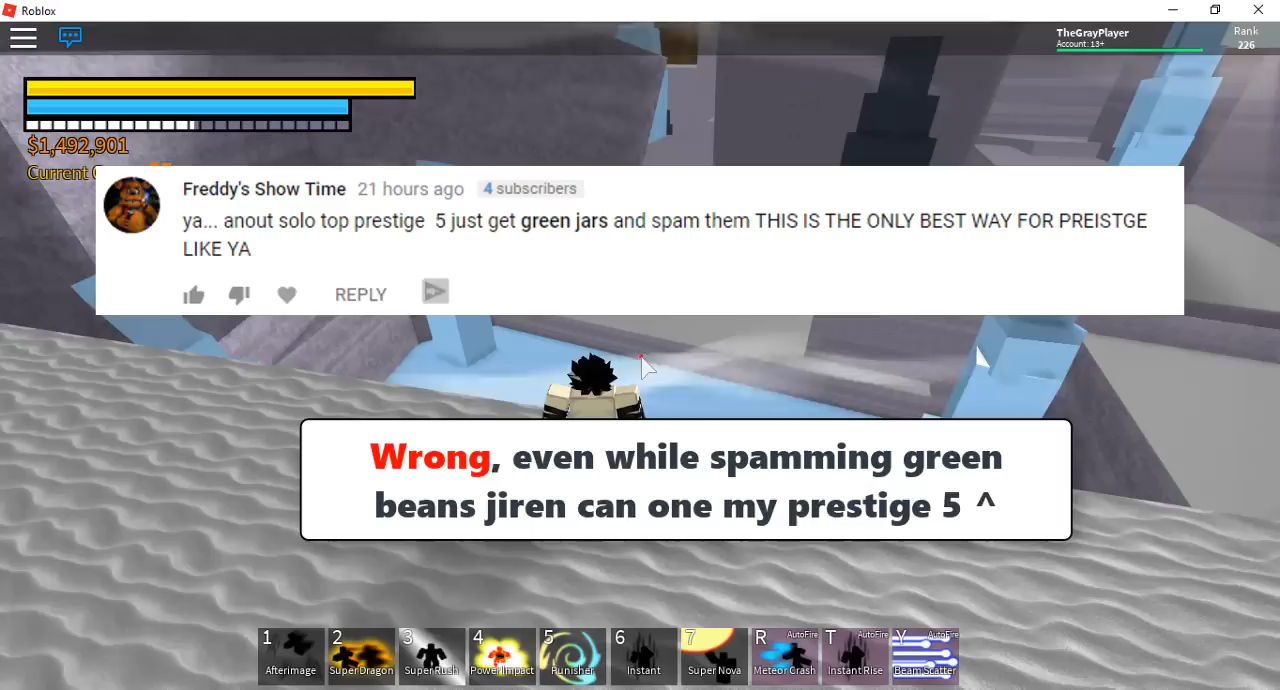 Roblox
TheGrayPlayer
Account: 13+
Rank
226
$1,492,901
Current
Freddy's Show Time 21 hours ago 4 subscribers
ya... anout solo top prestige 5 just get green jars and spam them THIS IS THE ONLY BEST WAY FOR PREISTGE
LIKE YA
REPLY
Wrong, even while spamming green
beans jiren can one my prestige 5 ^
1 Afterimage
2 Super Dragon
3 Super Rush
4 Power Impact
5 Punisher
6 Instant
7 Super Nova
R AutoFire Meteor Crash
T AutoFire Instant Rise
Y AutoFire Beam Scatter